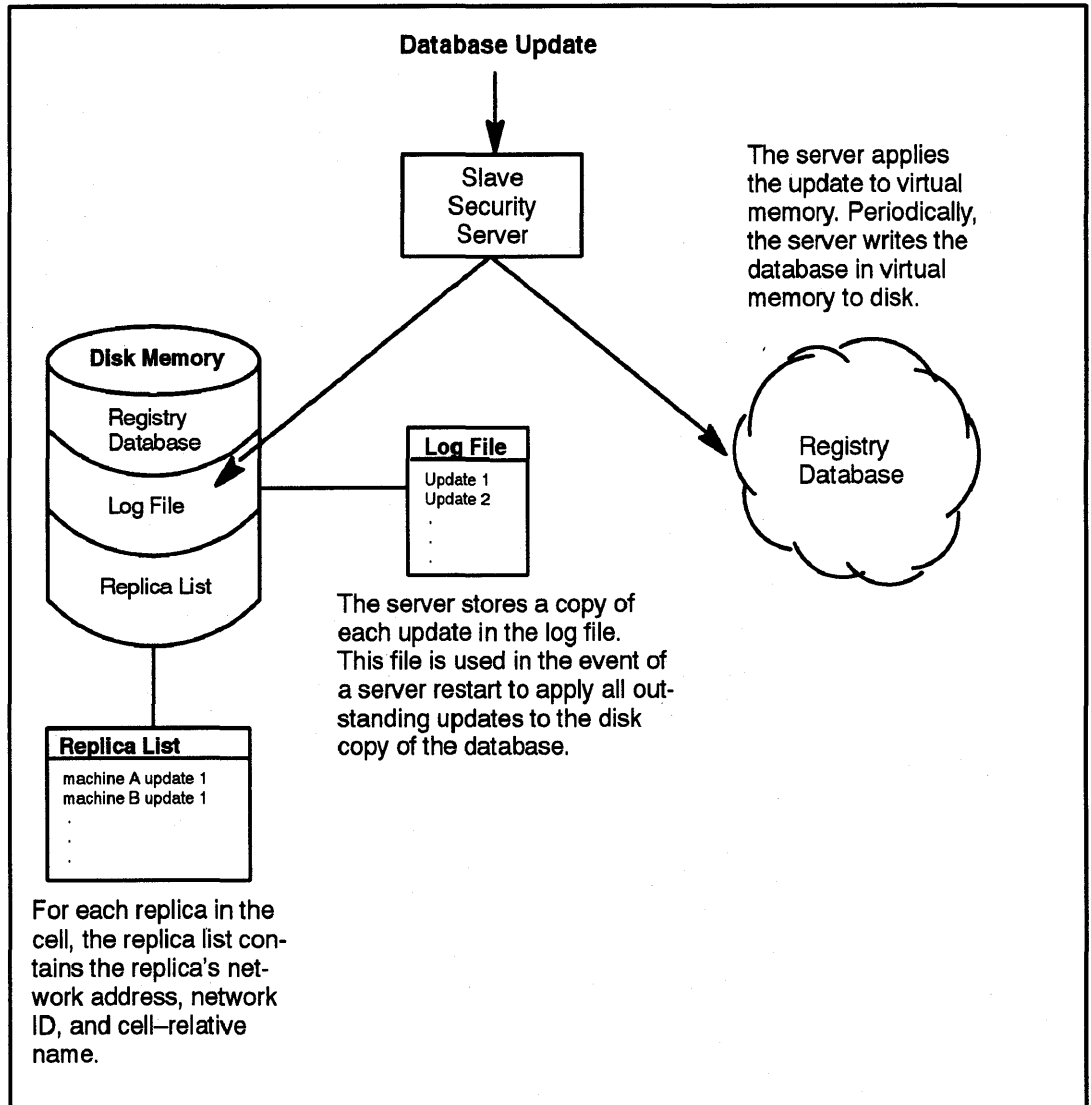 Database Update
Slave
Security
Server
The server applies
the update to virtual
memory. Periodically,
the server writes the
database in virtual
memory to disk.
Disk Memory
Registry
Database
Log File
Replica List
Log File
Update 1
Update 2
.
.
.
Registry
Database
The server stores a copy of
each update in the log file.
This file is used in the event of
a server restart to apply all out-
standing updates to the disk
copy of the database.
Replica List
machine A update 1
machine B update 1
.
.
.
For each replica in the
cell, the replica list con-
tains the replica's net-
work address, network
ID, and cell–relative
name.